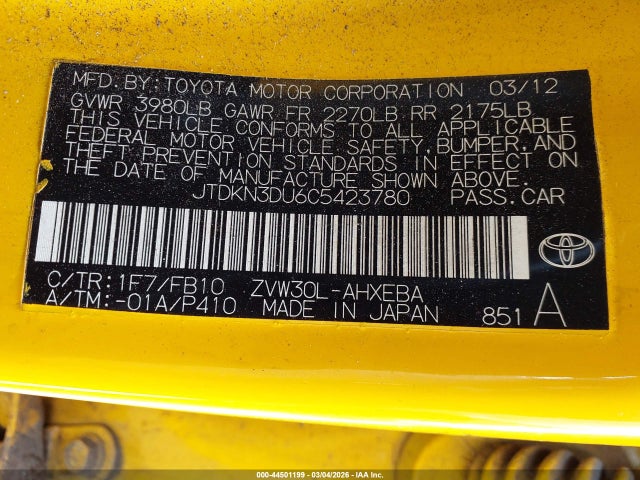 MFD. BY: TOYOTA MOTOR CORPORATION 03/12
GVWR 3980LB GAWR FR 2270LB RR 2175LB
THIS VEHICLE CONFORMS TO ALL APPLICABLE
FEDERAL MOTOR VEHICLE SAFETY, BUMPER, AND
THEFT PREVENTION STANDARDS IN EFFECT ON
THE DATE OF MANUFACTURE SHOWN ABOVE.
JTDKN3DU6C5423780 PASS. CAR
C/TR: 1F7/FB10 ZVW30L-AHXEBA
A/TM: -01A/P410 MADE IN JAPAN 851 A
000-44501199 - 03/04/2026 - IAAI.COM